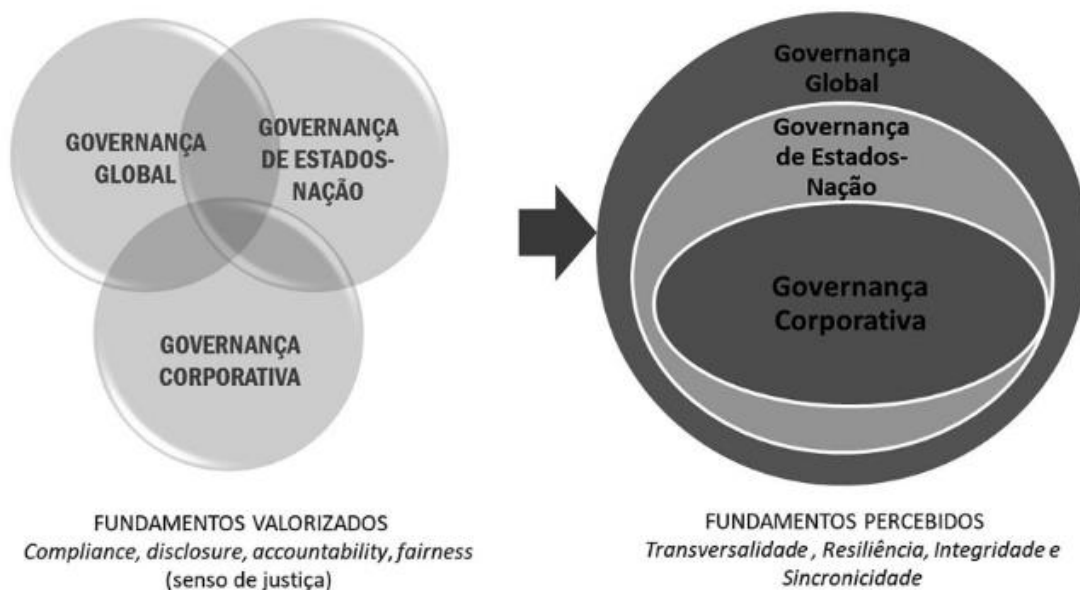 GOVERNANÇA
GLOBAL
GOVERNANÇA
DE ESTADOS-
NAÇÃO
GOVERNANÇA
CORPORATIVA
FUNDAMENTOS VALORIZADOS
Compliance, disclosure, accountability, fairness
(senso de justiça)
Governança
Global
Governança
de Estados-
Nação
Governança
Corporativa
FUNDAMENTOS PERCEBIDOS
Transversalidade , Resiliência, Integridade e
Sincronicidade